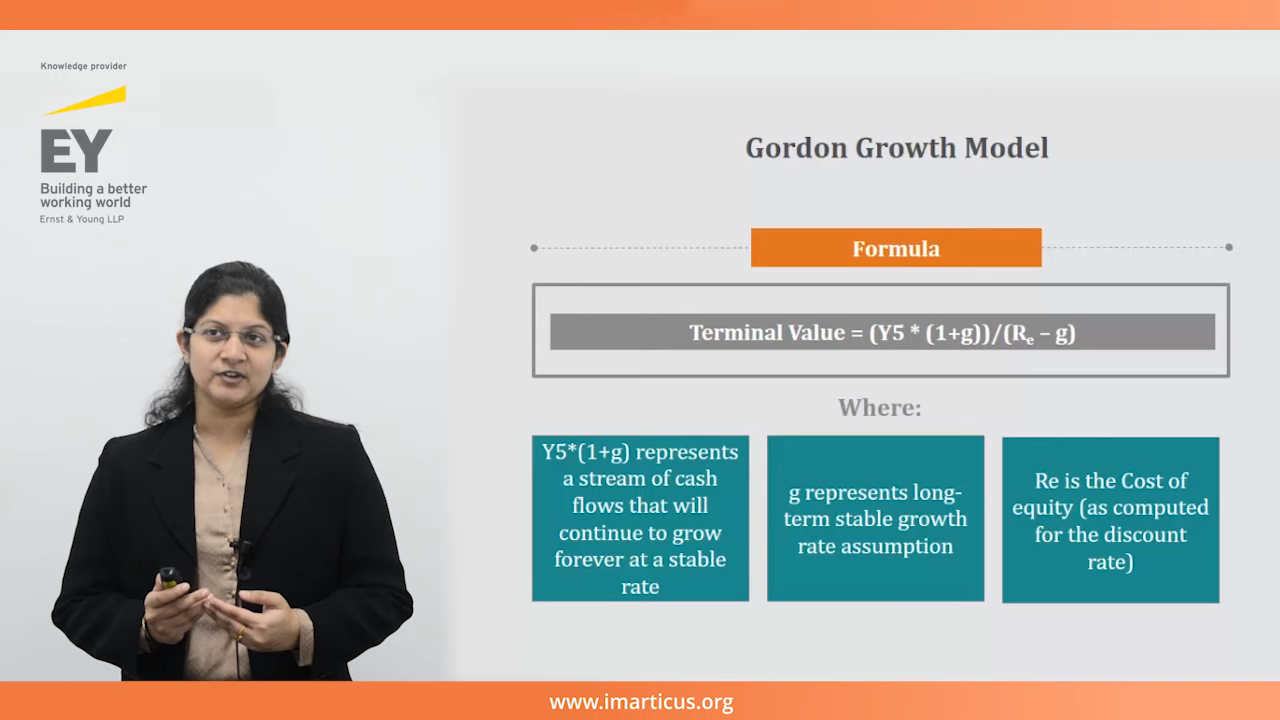 Knowledge provider
EY
Building a better
working world
Ernst & Young LLP
Gordon Growth Model
Formula
Terminal Value = (Y5 * (1+g))/(Re – g)
Where:
Y5*(1+g) represents
a stream of cash
flows that will
continue to grow
forever at a stable
rate
g represents long-
term stable growth
rate assumption
Re is the Cost of
equity (as computed
for the discount
rate)
www.imarticus.org